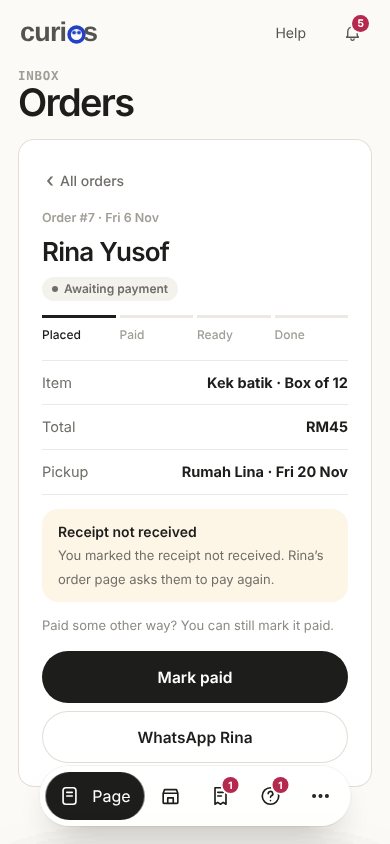 curios
Help
5
INBOX
Orders
All orders
Order #7 · Fri 6 Nov
Rina Yusof
Awaiting payment
Placed Paid Ready Done
Item Kek batik · Box of 12
Total RM45
Pickup Rumah Lina · Fri 20 Nov
Receipt not received
You marked the receipt not received. Rina’s
order page asks them to pay again.
Paid some other way? You can still mark it paid.
Mark paid
WhatsApp Rina
Page 1 1